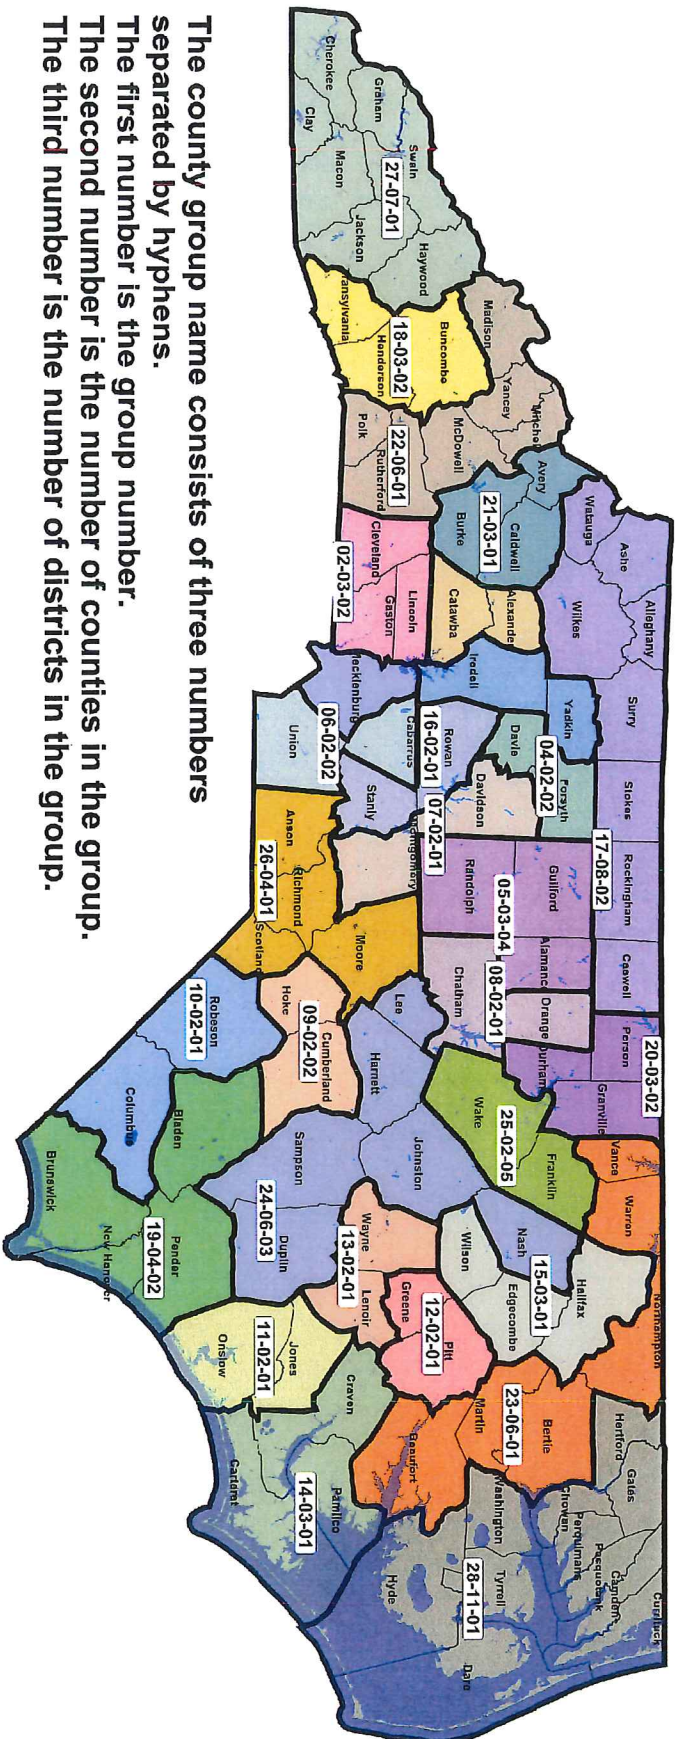 The county group name consists of three numbers
separated by hyphens.
The first number is the group number.
The second number is the number of counties in the group.
The third number is the number of districts in the group.
Cherokee
Graham
Clay
Swain
27-07-01
Macon
Jackson
Haywood
Buncombe
18-03-02
Henderson
Madison
Yancey
McDowell
22-06-01
Rutherford
Polk
Avery
21-03-01
Caldwell
Burke
Cleveland
Gaston
Lincoln
02-03-02
Watauga
Ashe
Alleghany
Wilkes
Surry
Stokes
Rockingham
Caswell
17-08-02
Catawba
Iredell
Yadkin
Davie
Forsyth
04-02-02
Davidson
Rowan
16-02-01
Cabarrus
07-02-01
06-02-02
Union
Stanly
Anson
Richmond
Scotland
26-04-01
Moore
Guilford
Alamance
Randolph
05-03-04
Chatham
Orange
08-02-01
Person
Granville
Durham
20-03-02
Lee
Harnett
Hoke
Cumberland
09-02-02
Robeson
10-02-01
Columbus
Bladen
Brunswick
New Hanover
Pender
19-04-02
Sampson
Duplin
24-06-03
Johnston
Wake
Franklin
25-02-05
Vance
Warren
Northampton
Halifax
Nash
15-03-01
Edgecombe
Wilson
Wayne
Lenoir
13-02-01
Greene
Pitt
12-02-01
Jones
Onslow
11-02-01
Craven
Carteret
Pamlico
14-03-01
Beaufort
Martin
Bertie
23-06-01
Hertford
Gates
Chowan
Perquimans
Pasquotank
Camden
Currituck
Washington
Tyrrell
28-11-01
Hyde
Dare